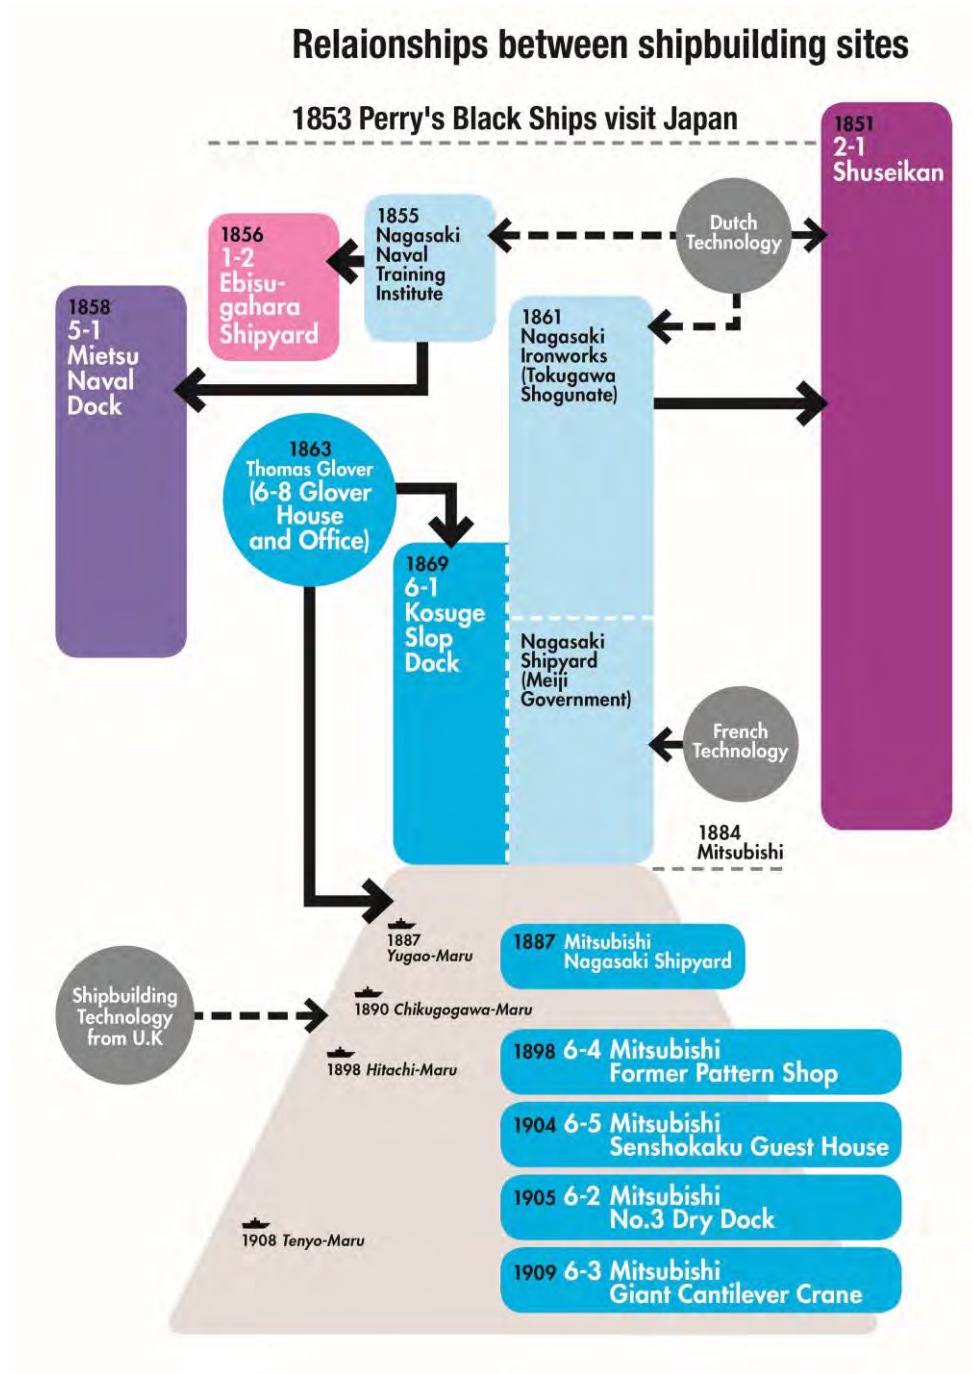 Relaionships between shipbuilding sites
1853 Perry's Black Ships visit Japan
1851
2-1
Shuseikan
Dutch
Technology
1855
Nagasaki
Naval
Training
Institute
1856
1-2
Ebisu-
gahara
Shipyard
1858
5-1
Mietsu
Naval
Dock
1861
Nagasaki
Ironworks
(Tokugawa
Shogunate)
1863
Thomas Glover
(6-8 Glover
House
and Office)
1869
6-1
Kosuge
Slop
Dock
Nagasaki
Shipyard
(Meiji
Government)
French
Technology
1884
Mitsubishi
1887
Yugao-Maru
1887 Mitsubishi
Nagasaki Shipyard
Shipbuilding
Technology
from U.K
1890 Chikugogawa-Maru
1898 Hitachi-Maru
1898 6-4 Mitsubishi
Former Pattern Shop
1904 6-5 Mitsubishi
Senshokaku Guest House
1905 6-2 Mitsubishi
No.3 Dry Dock
1908 Tenyo-Maru
1909 6-3 Mitsubishi
Giant Cantilever Crane